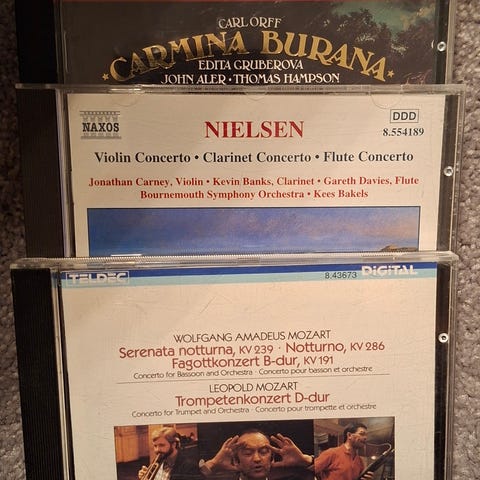 CARL ORFF
CARMINA BURANA
EDITA GRUBEROVA
JOHN ALER • THOMAS HAMPSON
NAXOS
DDD
8.554189
NIELSEN
Violin Concerto • Clarinet Concerto • Flute Concerto
Jonathan Carney, Violin • Kevin Banks, Clarinet • Gareth Davies, Flute
Bournemouth Symphony Orchestra • Kees Bakels
TELDEC
8.43673 DIGITAL
WOLFGANG AMADEUS MOZART
Serenata notturna, KV 239 · Notturno, KV 286
Fagottkonzert B-dur, KV 191
Concerto for Bassoon and Orchestra · Concerto pour basson et orchestre
LEOPOLD MOZART
Trompetenkonzert D-dur
Concerto for Trumpet and Orchestra · Concerto pour trompette et orchestre